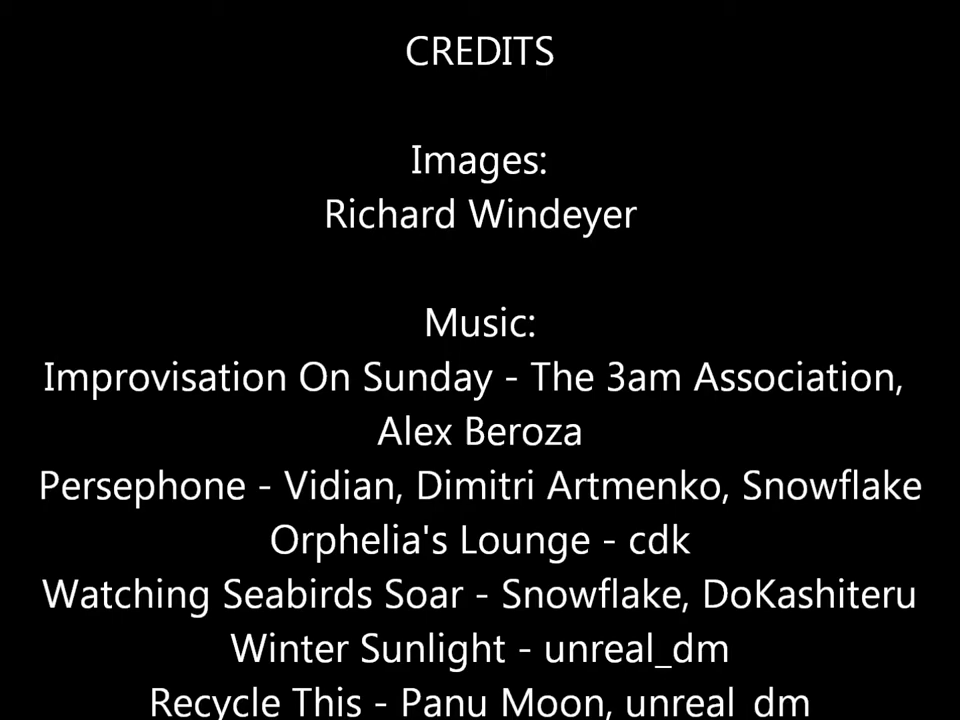 CREDITS
Images:
Richard Windeyer
Music:
Improvisation On Sunday - The 3am Association,
Alex Beroza
Persephone - Vidian, Dimitri Artmenko, Snowflake
Orphelia's Lounge - cdk
Watching Seabirds Soar - Snowflake, DoKashiteru
Winter Sunlight - unreal_dm
Recycle This - Panu Moon, unreal_dm